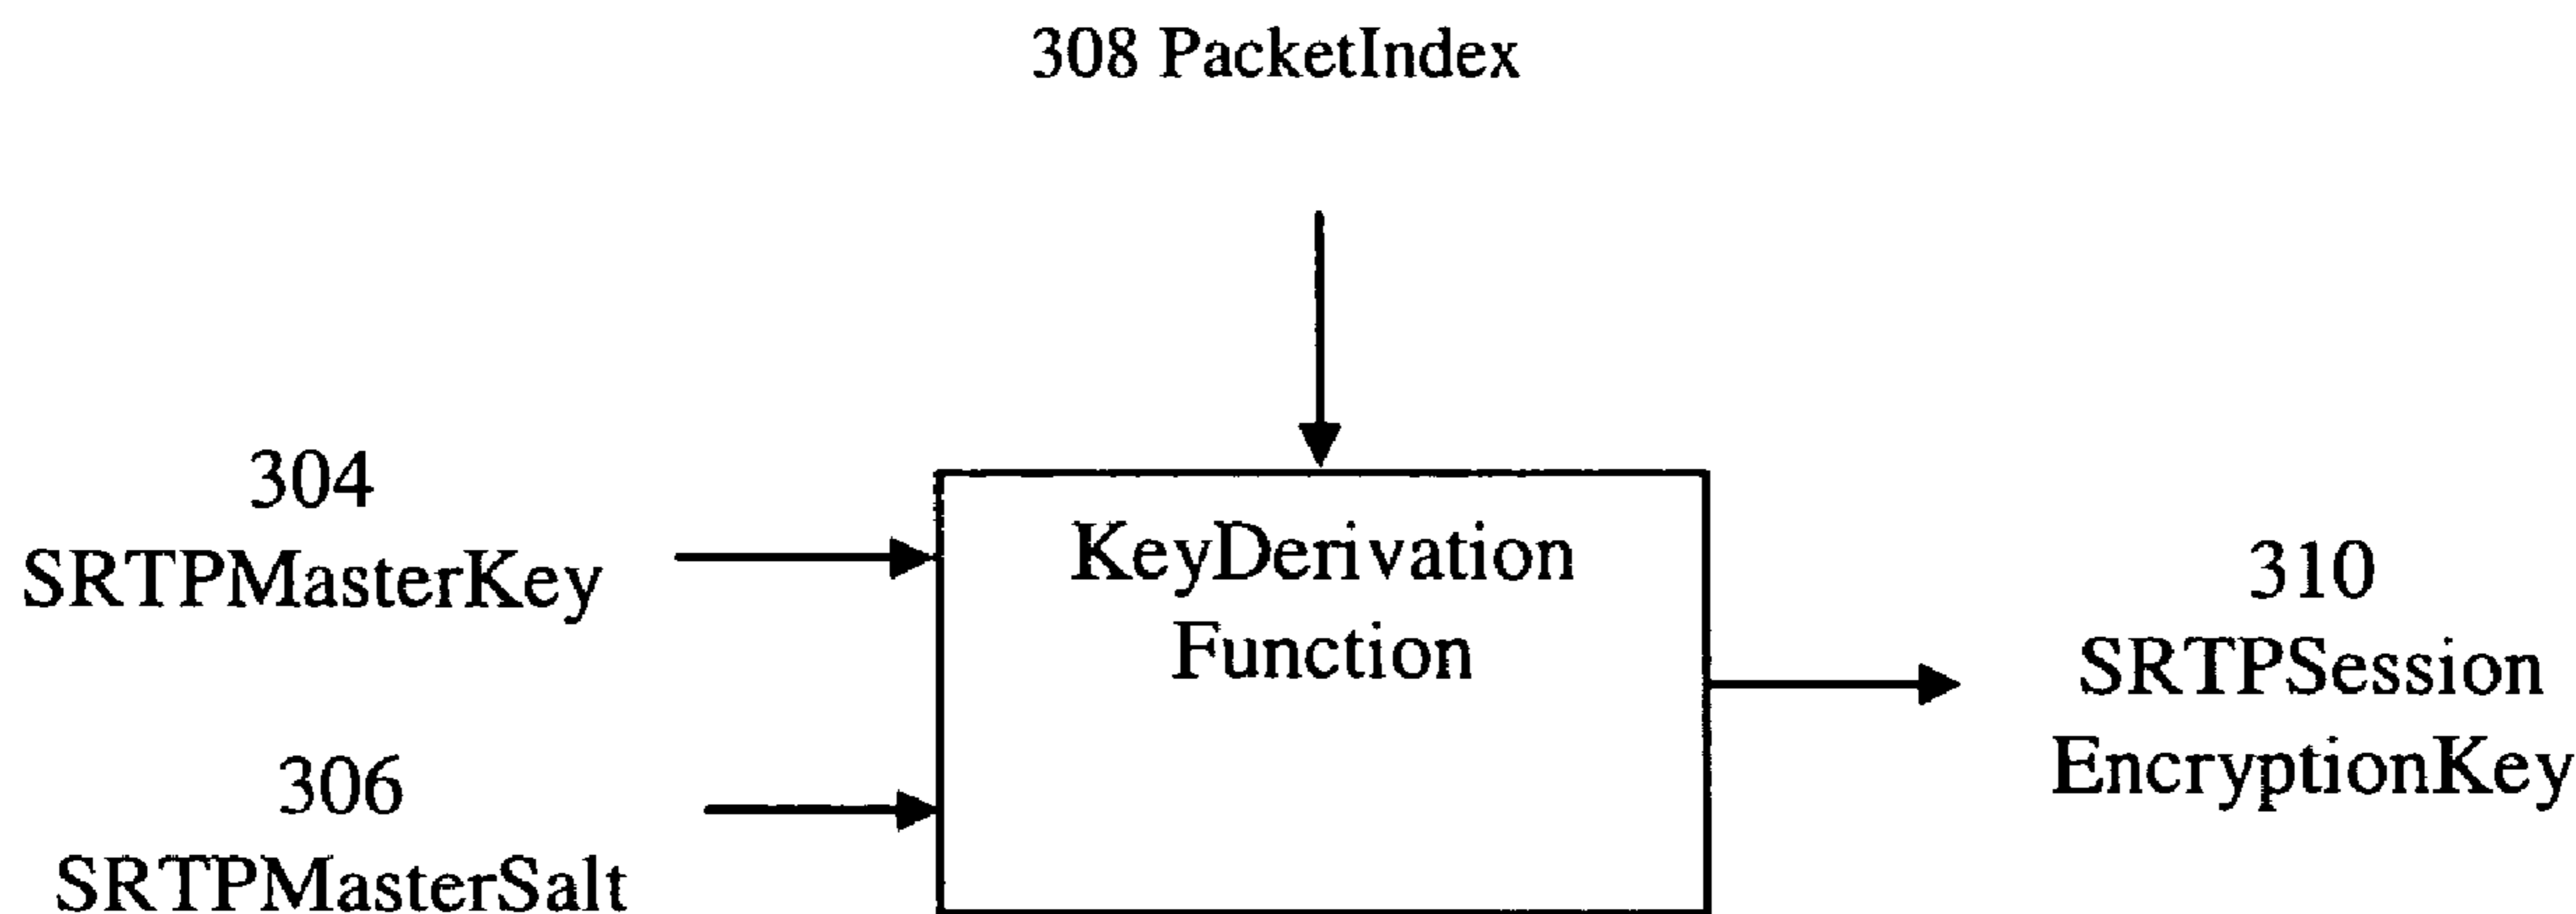 308 PacketIndex
304
SRTPMasterKey
KeyDerivation
Function
306
SRTPMasterSalt
310
SRTPSession
EncryptionKey